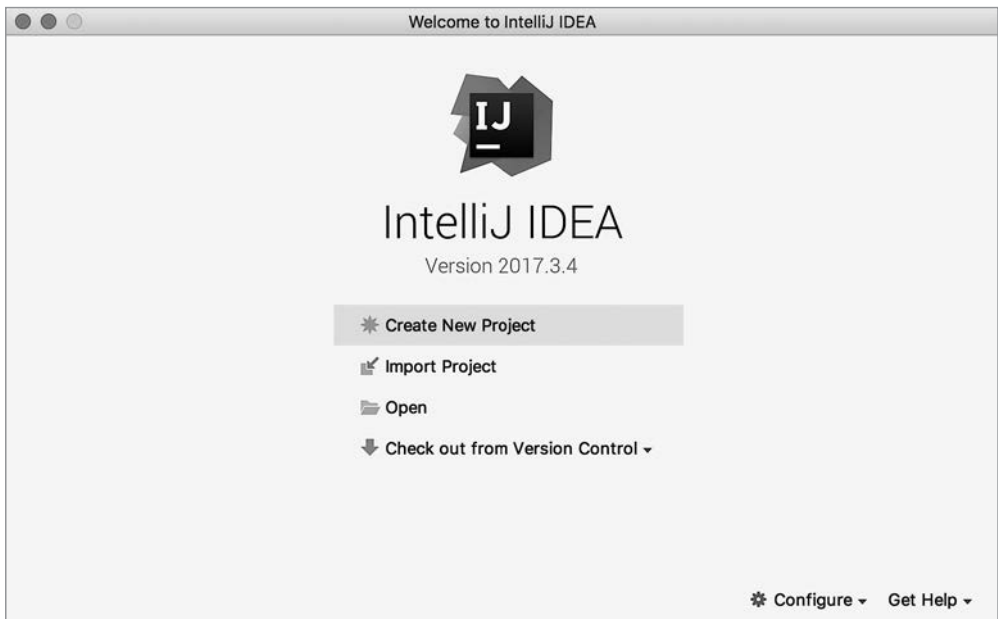 Welcome to IntelliJ IDEA
IJ
IntelliJ IDEA
Version 2017.3.4
Create New Project
Import Project
Open
Check out from Version Control
Configure Get Help